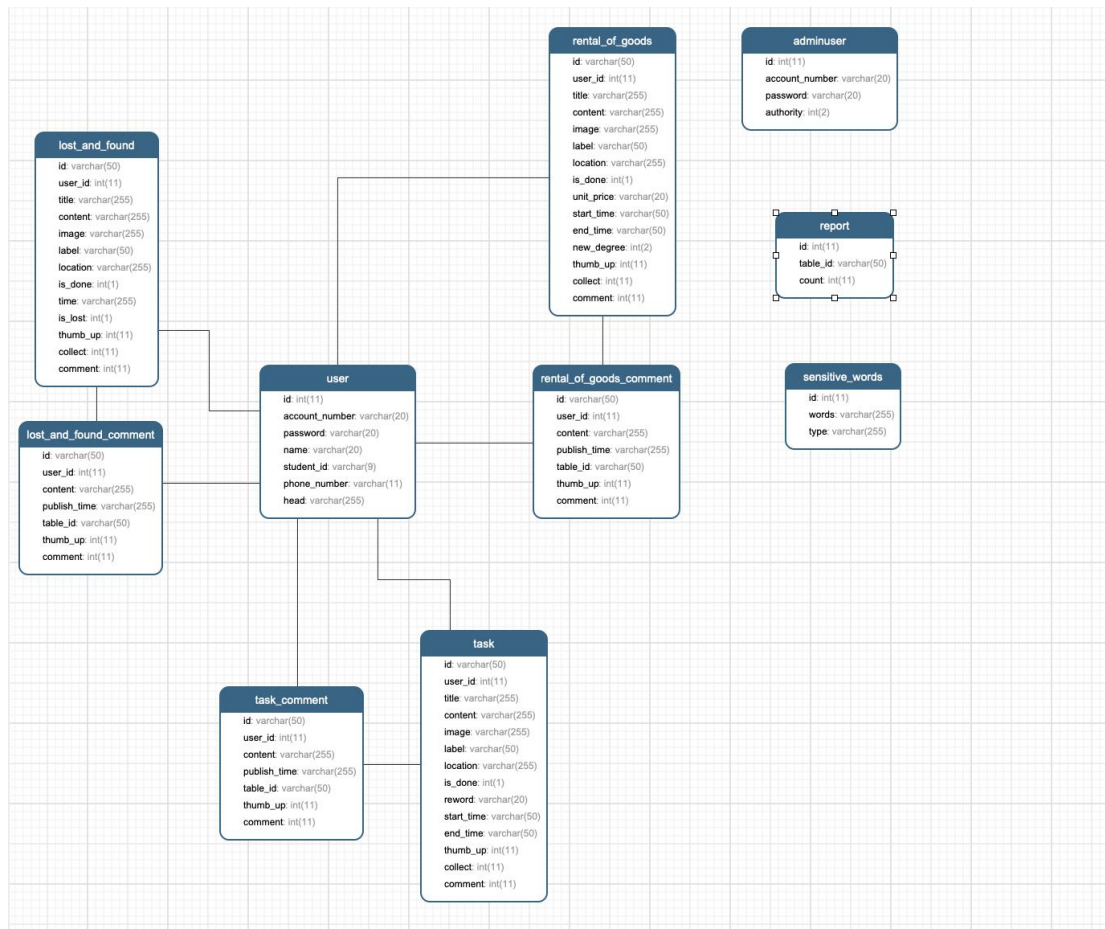 rental_of_goods
id: varchar(50)
user_id: int(11)
title: varchar(255)
content: varchar(255)
image: varchar(255)
label: varchar(50)
location: varchar(255)
is_done: int(1)
unit_price: varchar(20)
start_time: varchar(50)
end_time: varchar(50)
new_degree: int(2)
thumb_up: int(11)
collect: int(11)
comment: int(11)
adminuser
id: int(11)
account_number: varchar(20)
password: varchar(20)
authority: int(2)
lost_and_found
id: varchar(50)
user_id: int(11)
title: varchar(255)
content: varchar(255)
image: varchar(255)
label: varchar(50)
location: varchar(255)
is_done: int(1)
time: varchar(255)
is_lost: int(1)
thumb_up: int(11)
collect: int(11)
comment: int(11)
report
id: int(11)
table_id: varchar(50)
count: int(11)
user
id: int(11)
account_number: varchar(20)
password: varchar(20)
name: varchar(20)
student_id: varchar(9)
phone_number: varchar(11)
head: varchar(255)
rental_of_goods_comment
id: varchar(50)
user_id: int(11)
content: varchar(255)
publish_time: varchar(255)
table_id: varchar(50)
thumb_up: int(11)
comment: int(11)
sensitive_words
id: int(11)
words: varchar(255)
type: varchar(255)
lost_and_found_comment
id: varchar(50)
user_id: int(11)
content: varchar(255)
publish_time: varchar(255)
table_id: varchar(50)
thumb_up: int(11)
comment: int(11)
task
id: varchar(50)
user_id: int(11)
title: varchar(255)
content: varchar(255)
image: varchar(255)
label: varchar(50)
location: varchar(255)
is_done: int(1)
reword: varchar(20)
start_time: varchar(50)
end_time: varchar(50)
thumb_up: int(11)
collect: int(11)
comment: int(11)
task_comment
id: varchar(50)
user_id: int(11)
content: varchar(255)
publish_time: varchar(255)
table_id: varchar(50)
thumb_up: int(11)
comment: int(11)